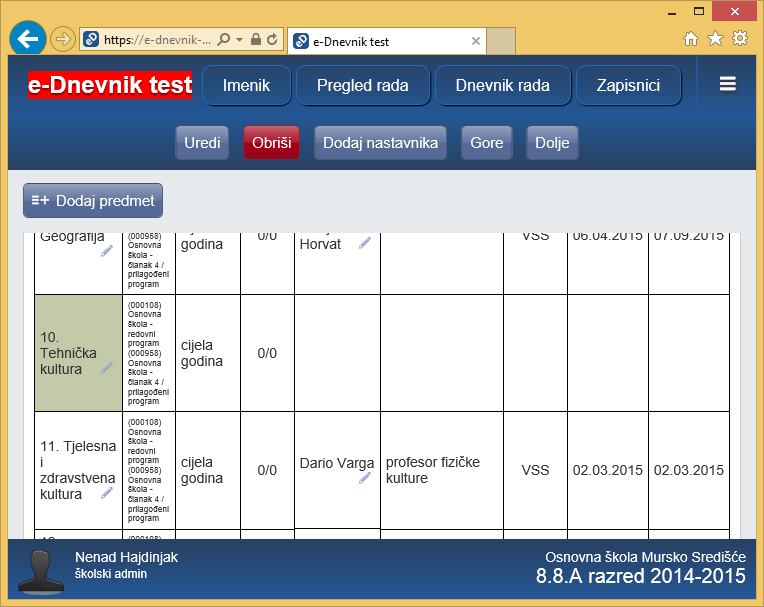 https://e-dnevnik-...
e-Dnevnik test
e-Dnevnik test
Imenik
Pregled rada
Dnevnik rada
Zapisnici
Uredi
Obriši
Dodaj nastavnika
Gore
Dolje
Dodaj predmet
Geografija
(000958)
Osnovna
škola -
članak 4 /
prilagođeni
program
godina
0/0
Horvat
VSS
06.04.2015
07.09.2015
10.
Tehnička
kultura
(000108)
Osnovna
škola -
redovni
program
(000958)
Osnovna
škola -
članak 4 /
prilagođeni
program
cijela
godina
0/0
11. Tjelesna
i
zdravstvena
kultura
(000108)
Osnovna
škola -
redovni
program
(000958)
Osnovna
škola -
članak 4 /
prilagođeni
program
cijela
godina
0/0
Dario Varga
profesor fizičke
kulture
VSS
02.03.2015
02.03.2015
Nenad Hajdinjak
školski admin
Osnovna škola Mursko Središće
8.8.A razred 2014-2015